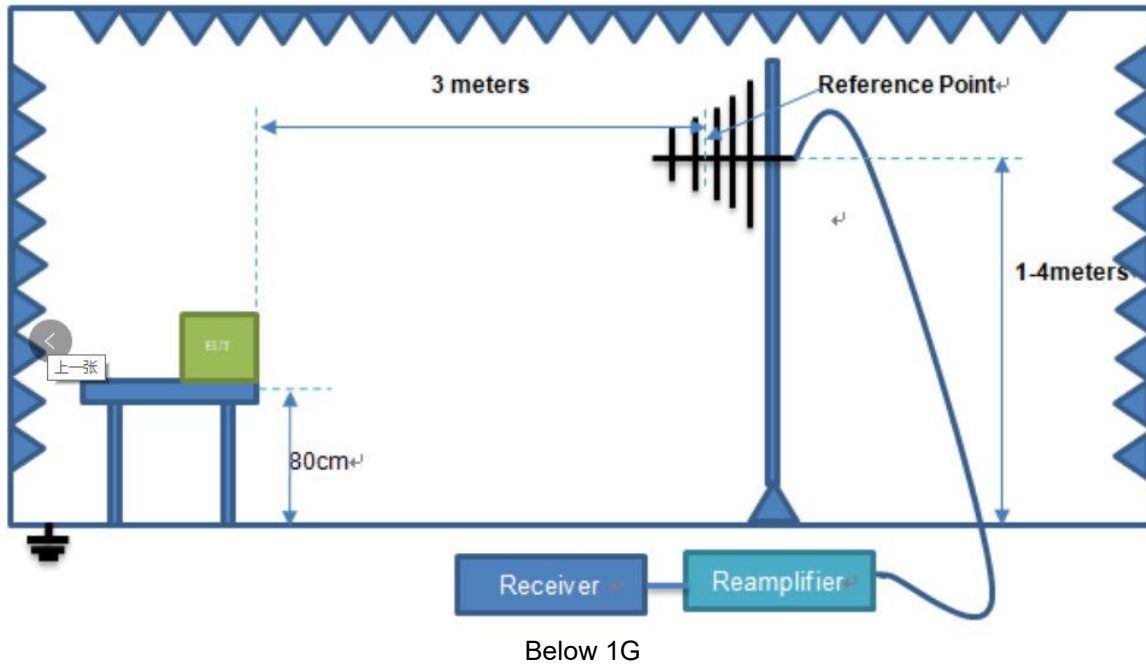 3 meters
Reference Point
1-4meters
EUT
上一张
80cm
Receiver
Reamplifier
Below 1G